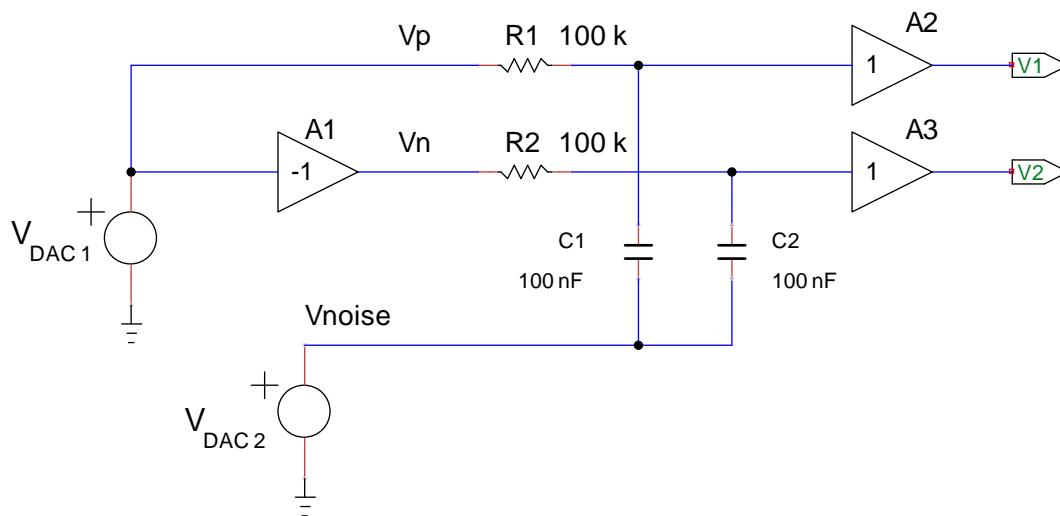 A2
Vp R1 100 k
1
V1
A1
Vn R2 100 k
A3
-1
1
V2
V DAC 1
C1
100 nF
C2
100 nF
Vnoise
V DAC 2